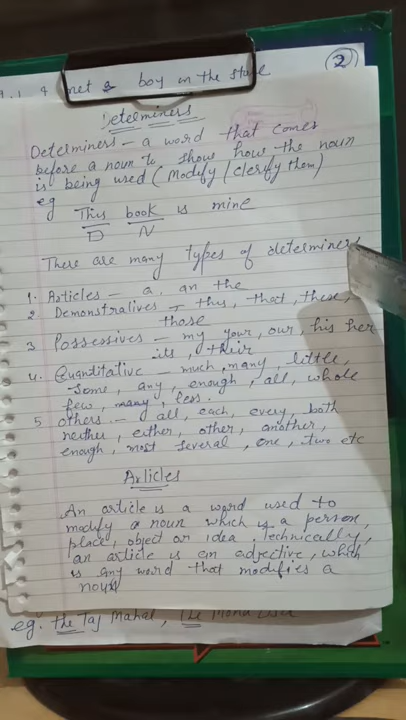 met a boy on the store
2
Determiners
Determiners - a word that comes
before a noun to show how the noun
is being used (Modify/clerify them)
eg
This book is mine
D N
There are many types of determiners
1. Articles - a, an the
2 Demonstratives - this, that, these,
those
3 Possessives - my your, our, his her
its, their
4. Quantitative - much, many, little,
some, any, enough, all, whole
few, many, less.
5. others - all, each, every, both
neither, either, other, another,
enough, most several, one, two etc
Articles
An article is a word used to
modify a noun which is a person,
place, object or idea. Technically,
an article is an adjective, which
is any word that modifies a
noun
eg. the Taj Mahal, the Mona Lisa